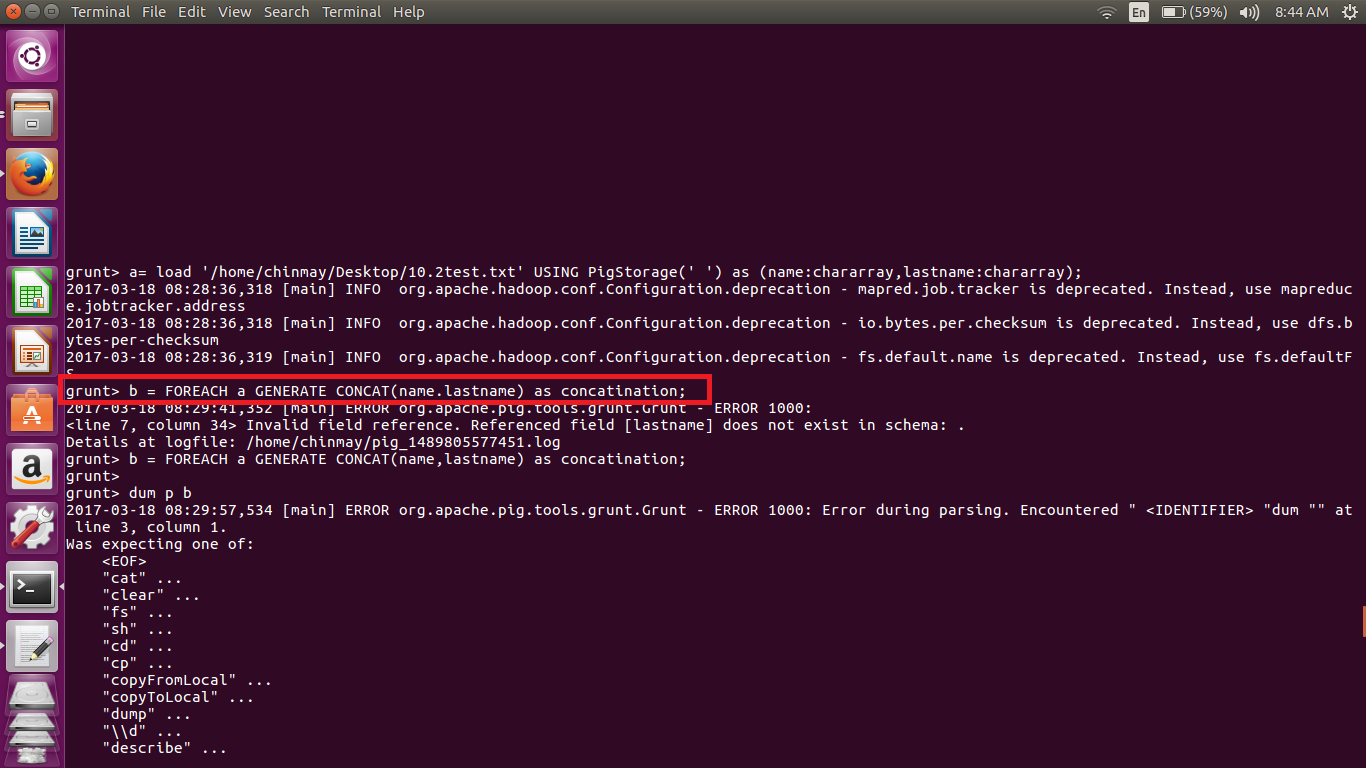 Terminal File Edit View Search Terminal Help En (59%) 8:44 AM
grunt> a= load '/home/chinmay/Desktop/10.2test.txt' USING PigStorage(' ') as (name:chararray,lastname:chararray);
2017-03-18 08:28:36,318 [main] INFO  org.apache.hadoop.conf.Configuration.deprecation - mapred.job.tracker is deprecated. Instead, use mapreduc
e.jobtracker.address
2017-03-18 08:28:36,318 [main] INFO  org.apache.hadoop.conf.Configuration.deprecation - io.bytes.per.checksum is deprecated. Instead, use dfs.b
ytes-per-checksum
2017-03-18 08:28:36,319 [main] INFO  org.apache.hadoop.conf.Configuration.deprecation - fs.default.name is deprecated. Instead, use fs.defaultF
S
grunt> b = FOREACH a GENERATE CONCAT(name.lastname) as concatination;
2017-03-18 08:29:41,352 [main] ERROR org.apache.pig.tools.grunt.Grunt - ERROR 1000:
<line 7, column 34> Invalid field reference. Referenced field [lastname] does not exist in schema: .
Details at logfile: /home/chinmay/pig_1489805577451.log
grunt> b = FOREACH a GENERATE CONCAT(name,lastname) as concatination;
grunt>
grunt> dum p b
2017-03-18 08:29:57,534 [main] ERROR org.apache.pig.tools.grunt.Grunt - ERROR 1000: Error during parsing. Encountered " <IDENTIFIER> "dum "" at
 line 3, column 1.
Was expecting one of:
    <EOF>
    "cat" ...
    "clear" ...
    "fs" ...
    "sh" ...
    "cd" ...
    "cp" ...
    "copyFromLocal" ...
    "copyToLocal" ...
    "dump" ...
    "\\d" ...
    "describe" ...